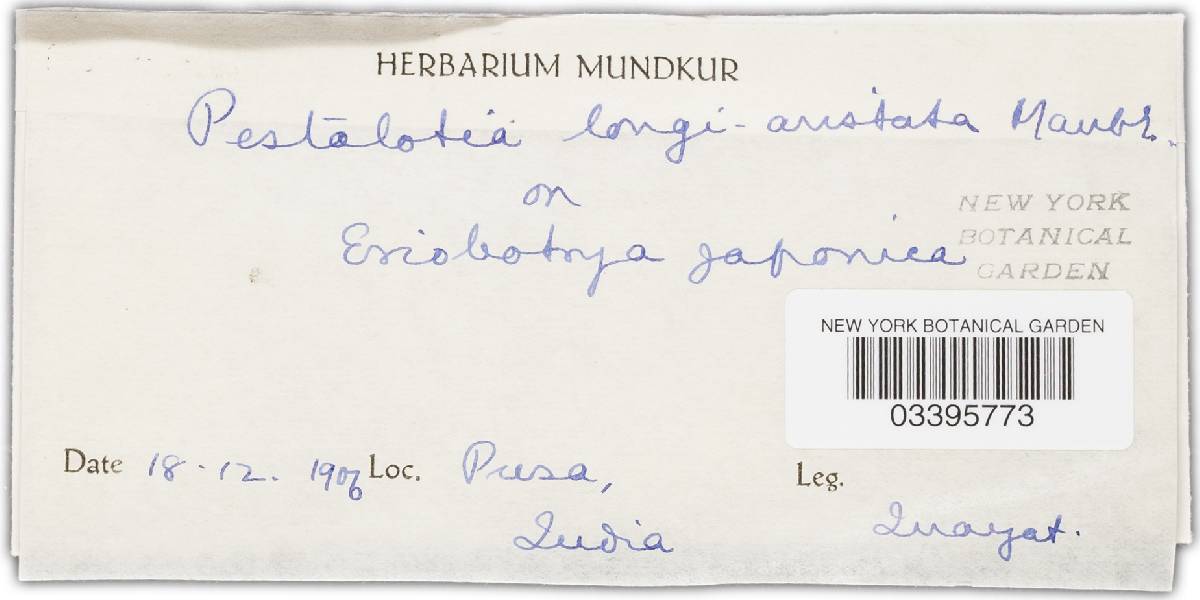 HERBARIUM MUNDKUR
Pestalotia longi-aristata Maubl.
on
Eriobotrya japonica
NEW YORK
BOTANICAL
GARDEN
NEW YORK BOTANICAL GARDEN
03395773
Date 18-12. 1906 Loc. Pusa,
India
Leg.
Inayat.